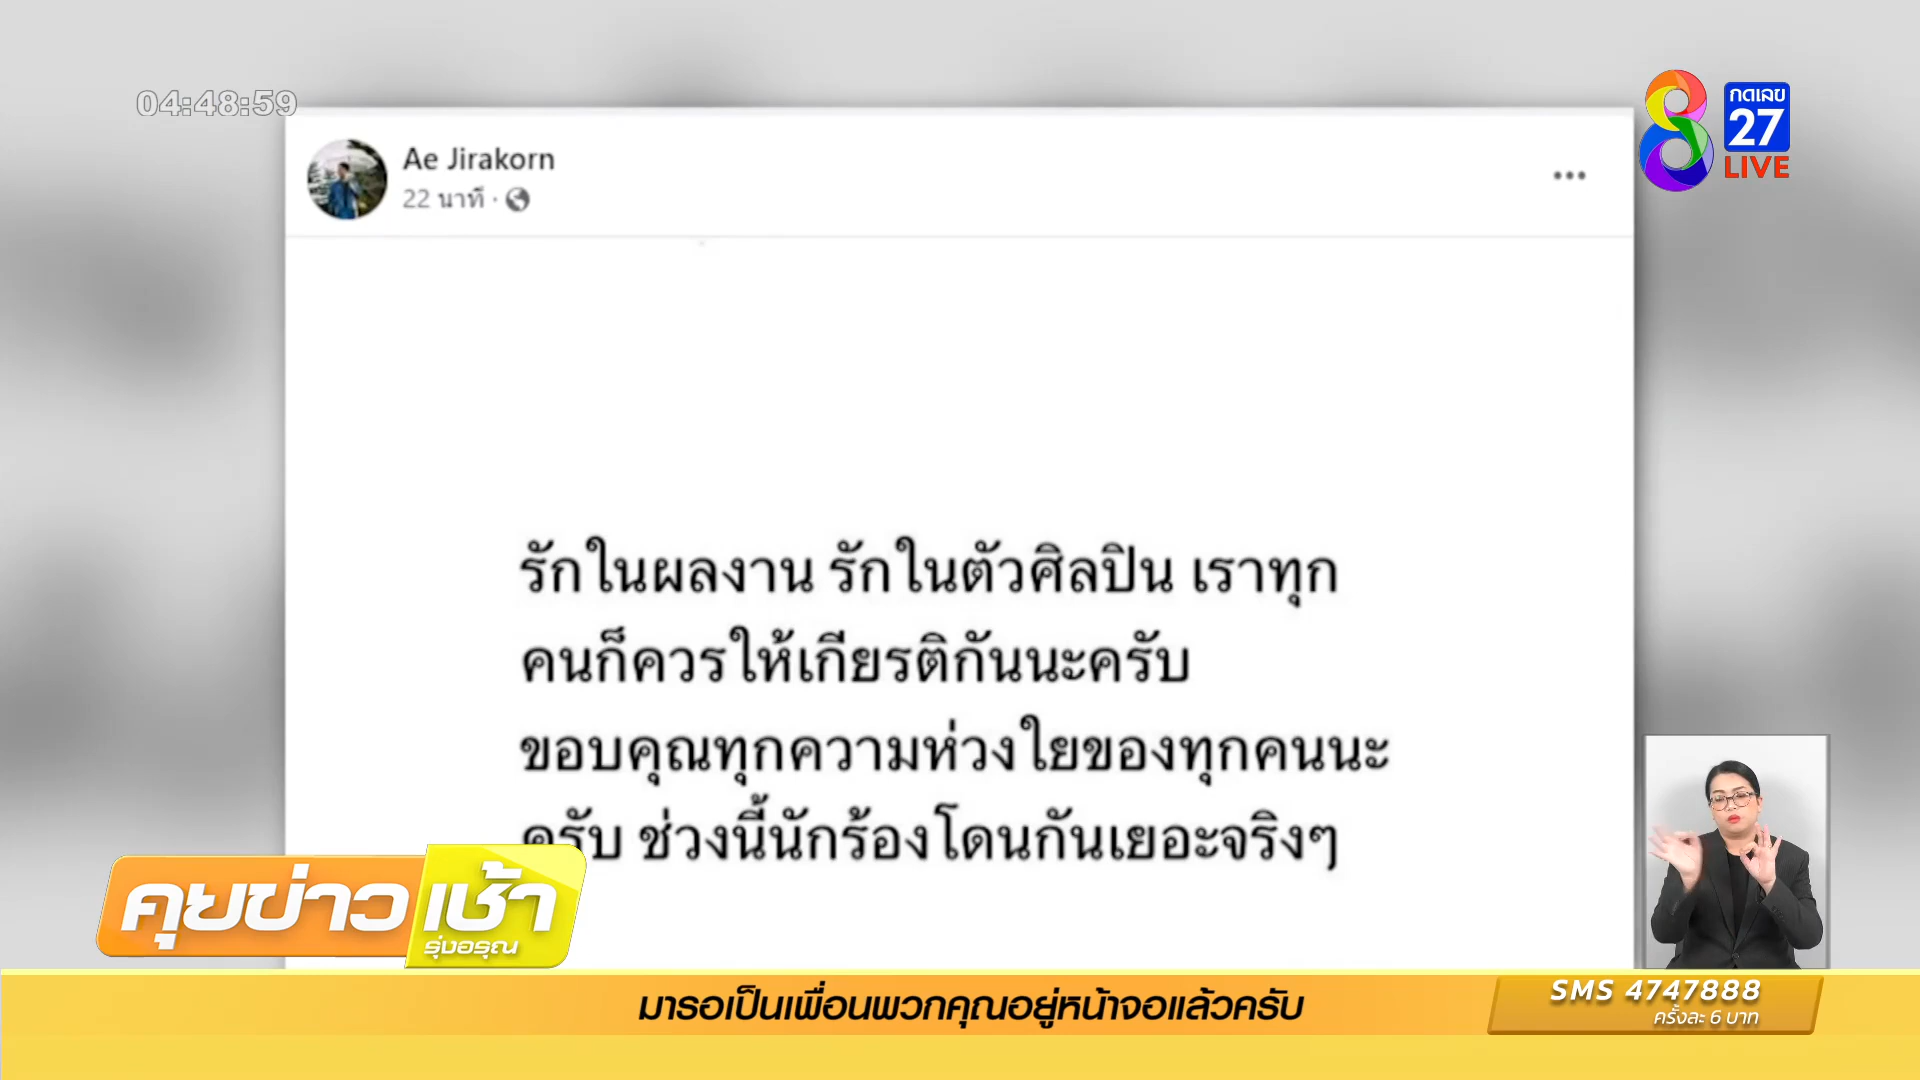 04:48:59
Ae Jirakorn
22 นาที ·
8
กดเลข
27
LIVE
รักในผลงาน รักในตัวศิลปิน เราทุก
คนก็ควรให้เกียรติกันนะครับ
ขอบคุณทุกความห่วงใยของทุกคนนะ
ครับ ช่วงนี้นักร้องโดนกันเยอะจริงๆ
คุยข่าวเช้า
รุ่งอรุณ
มารอเป็นเพื่อนพวกคุณอยู่หน้าจอแล้วครับ
SMS 4747888
ครั้งละ 6 บาท